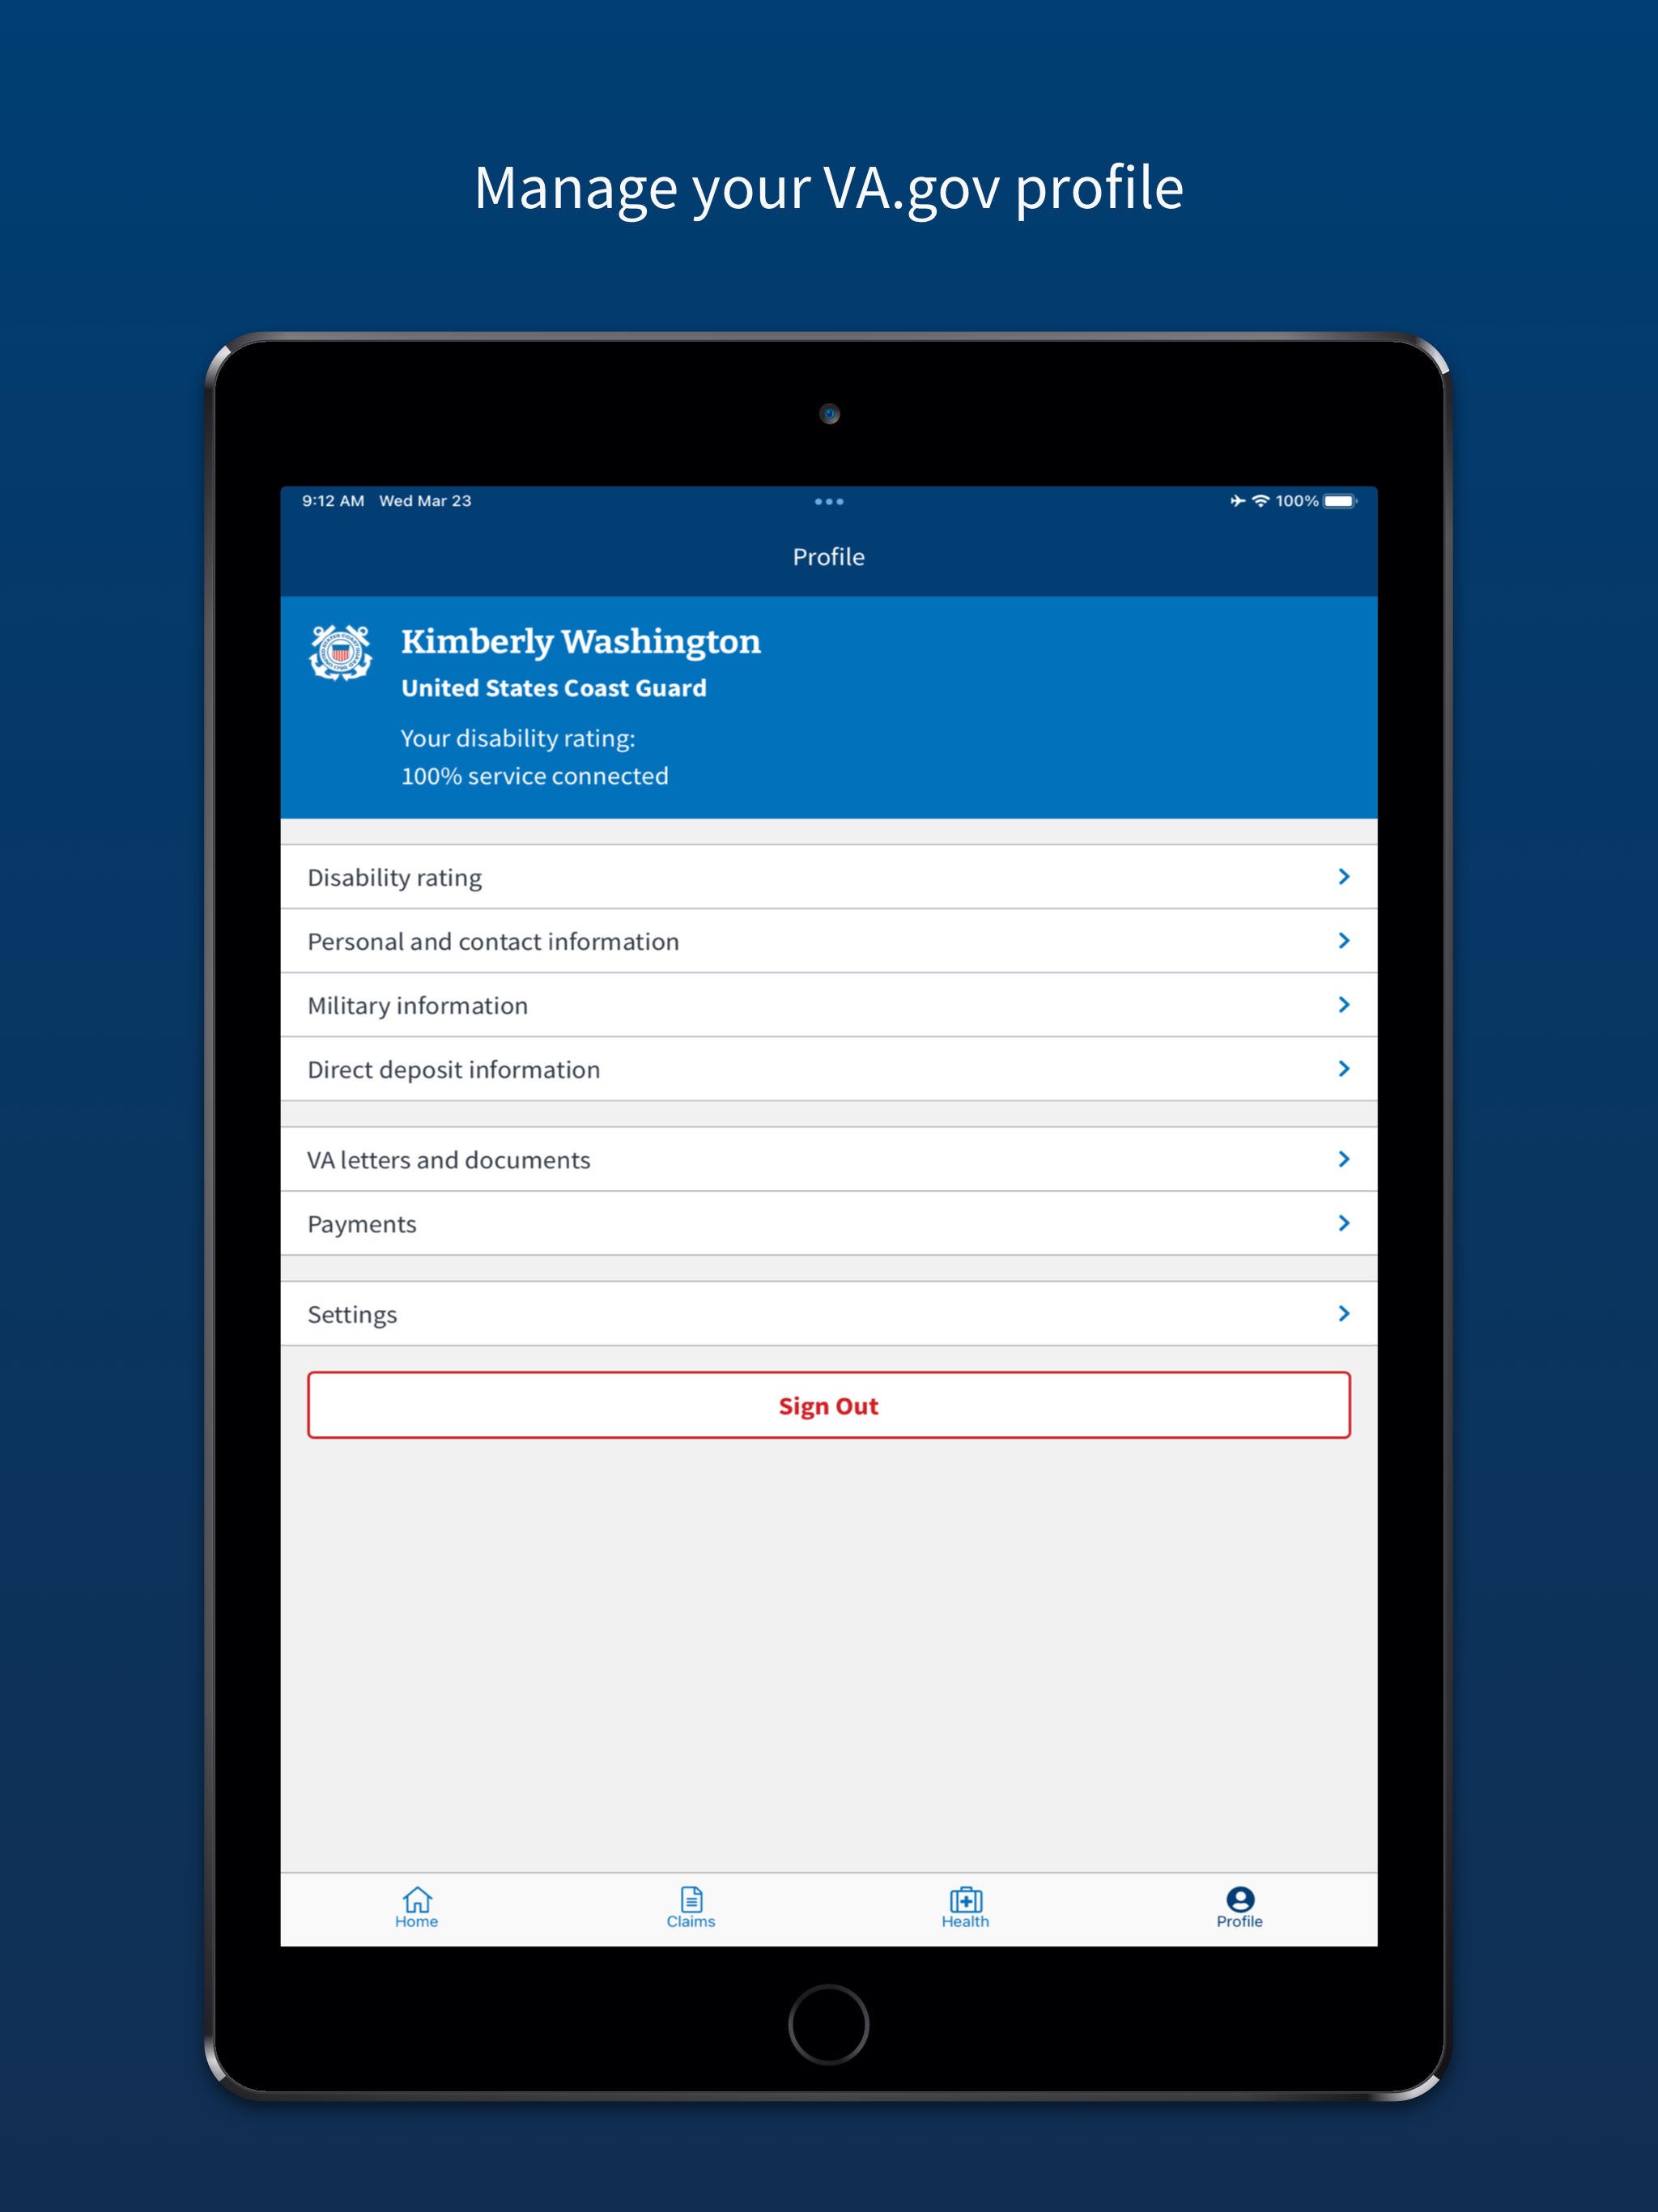 Manage your VA.gov profile
9:12 AM Wed Mar 23
100%
Profile
Kimberly Washington
United States Coast Guard
Your disability rating:
100% service connected
Disability rating
Personal and contact information
Military information
Direct deposit information
VA letters and documents
Payments
Settings
Sign Out
Home
Claims
Health
Profile